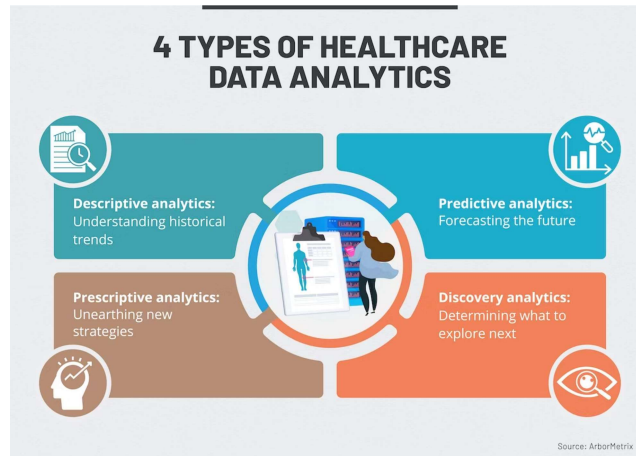 4 TYPES OF HEALTHCARE
DATA ANALYTICS
Descriptive analytics:
Understanding historical
trends
Predictive analytics:
Forecasting the future
Prescriptive analytics:
Unearthing new
strategies
Discovery analytics:
Determining what to
explore next
Source: ArborMetrix